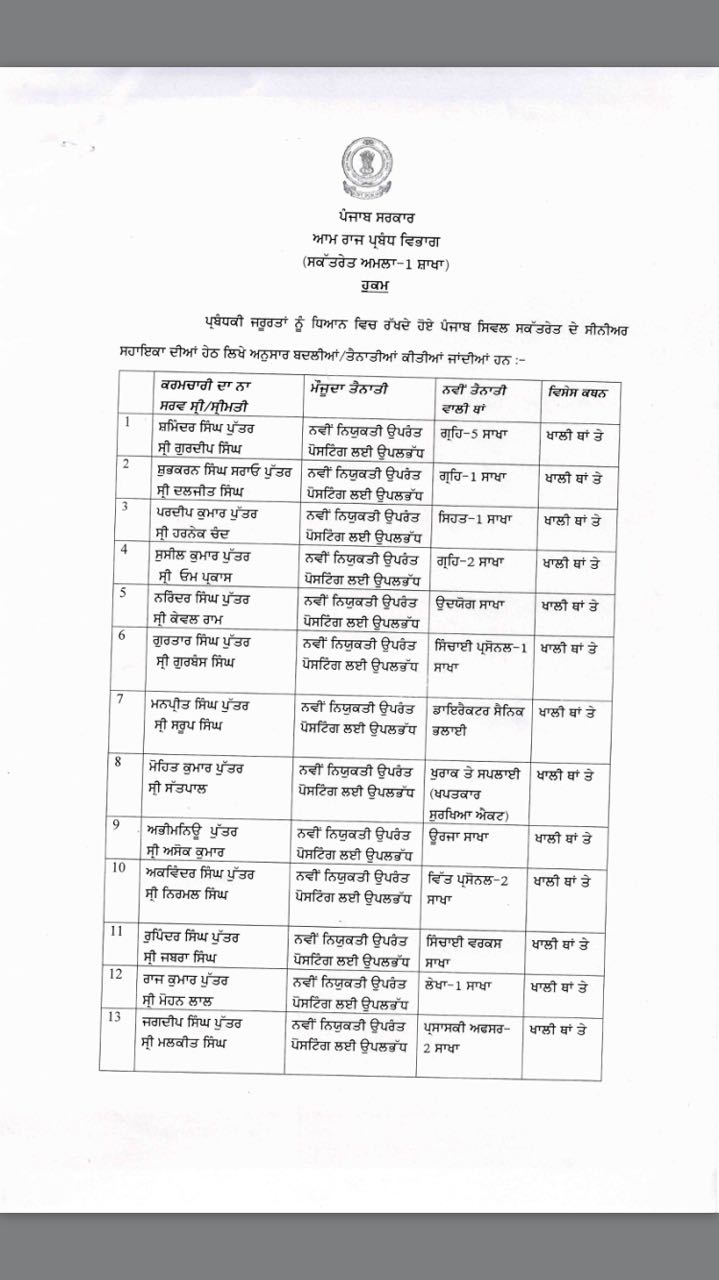 ਪੰਜਾਬ ਸਰਕਾਰ
ਆਮ ਰਾਜ ਪ੍ਰਬੰਧ ਵਿਭਾਗ
(ਸਕੱਤਰੇਤ ਅਮਲਾ-1 ਸ਼ਾਖਾ)
ਹੁਕਮ
ਪ੍ਰਬੰਧਕੀ ਜਰੂਰਤਾਂ ਨੂੰ ਧਿਆਨ ਵਿਚ ਰੱਖਦੇ ਹੋਏ ਪੰਜਾਬ ਸਿਵਲ ਸਕੱਤਰੇਤ ਦੇ ਸੀਨੀਅਰ
ਸਹਾਇਕਾ ਦੀਆਂ ਹੇਠ ਲਿਖੇ ਅਨੁਸਾਰ ਬਦਲੀਆਂ/ਤੈਨਾਤੀਆਂ ਕੀਤੀਆਂ ਜਾਂਦੀਆਂ ਹਨ :-
ਕਰਮਚਾਰੀ ਦਾ ਨਾ ਮੌਜੂਦਾ ਤੈਨਾਤੀ ਨਵੀਂ ਤੈਨਾਤੀ ਵਿਸੇਸ ਕਥਨ
ਸਰਵ ਸ੍ਰੀ/ਸ੍ਰੀਮਤੀ ਵਾਲੀ ਥਾਂ
1 ਸ਼ਮਿੰਦਰ ਸਿੰਘ ਪੁੱਤਰ ਨਵੀਂ ਨਿਯੁਕਤੀ ਉਪਰੰਤ ਗ੍ਰਹਿ-5 ਸਾਖਾ ਖਾਲੀ ਥਾਂ ਤੇ
ਸ੍ਰੀ ਗੁਰਦੀਪ ਸਿੰਘ ਪੋਸਟਿੰਗ ਲਈ ਉਪਲਭੱਧ
2 ਸ਼ੁਭਕਰਨ ਸਿੰਘ ਸਰਾਓ ਪੁੱਤਰ ਨਵੀਂ ਨਿਯੁਕਤੀ ਉਪਰੰਤ ਗ੍ਰਹਿ-1 ਸਾਖਾ ਖਾਲੀ ਥਾਂ ਤੇ
ਸ੍ਰੀ ਦਲਜੀਤ ਸਿੰਘ ਪੋਸਟਿੰਗ ਲਈ ਉਪਲਭੱਧ
3 ਪਰਦੀਪ ਕੁਮਾਰ ਪੁੱਤਰ ਨਵੀਂ ਨਿਯੁਕਤੀ ਉਪਰੰਤ ਸਿਹਤ-1 ਸਾਖਾ ਖਾਲੀ ਥਾਂ ਤੇ
ਸ੍ਰੀ ਹਰਨੇਕ ਚੰਦ ਪੋਸਟਿੰਗ ਲਈ ਉਪਲਭੱਧ
4 ਸੁਸੀਲ ਕੁਮਾਰ ਪੁੱਤਰ ਨਵੀਂ ਨਿਯੁਕਤੀ ਉਪਰੰਤ ਗ੍ਰਹਿ-2 ਸਾਖਾ ਖਾਲੀ ਥਾਂ ਤੇ
ਸ੍ਰੀ ਓਮ ਪ੍ਰਕਾਸ ਪੋਸਟਿੰਗ ਲਈ ਉਪਲਭੱਧ
5 ਨਰਿੰਦਰ ਸਿੰਘ ਪੁੱਤਰ ਨਵੀਂ ਨਿਯੁਕਤੀ ਉਪਰੰਤ ਉਦਯੋਗ ਸਾਖਾ ਖਾਲੀ ਥਾਂ ਤੇ
ਸ੍ਰੀ ਕੇਵਲ ਰਾਮ ਪੋਸਟਿੰਗ ਲਈ ਉਪਲਭੱਧ
6 ਗੁਰਤਾਰ ਸਿੰਘ ਪੁੱਤਰ ਨਵੀਂ ਨਿਯੁਕਤੀ ਉਪਰੰਤ ਸਿੰਚਾਈ ਪ੍ਰਸੋਨਲ-1 ਖਾਲੀ ਥਾਂ ਤੇ
ਸ੍ਰੀ ਗੁਰਬੰਸ ਸਿੰਘ ਪੋਸਟਿੰਗ ਲਈ ਉਪਲਭੱਧ ਸਾਖਾ
7 ਮਨਪ੍ਰੀਤ ਸਿੰਘ ਪੁੱਤਰ ਨਵੀਂ ਨਿਯੁਕਤੀ ਉਪਰੰਤ ਡਾਇਰੈਕਟਰ ਸੈਨਿਕ ਖਾਲੀ ਥਾਂ ਤੇ
ਸ੍ਰੀ ਸਰੂਪ ਸਿੰਘ ਪੋਸਟਿੰਗ ਲਈ ਉਪਲਭੱਧ ਭਲਾਈ
8 ਮੋਹਿਤ ਕੁਮਾਰ ਪੁੱਤਰ ਨਵੀਂ ਨਿਯੁਕਤੀ ਉਪਰੰਤ ਖੁਰਾਕ ਤੇ ਸਪਲਾਈ ਖਾਲੀ ਥਾਂ ਤੇ
ਸ੍ਰੀ ਸੱਤਪਾਲ ਪੋਸਟਿੰਗ ਲਈ ਉਪਲਭੱਧ (ਖਪਤਕਾਰ
ਸੁਰਖਿਆ ਐਕਟ)
9 ਅਭੀਮਨਿਊ ਪੁੱਤਰ ਨਵੀਂ ਨਿਯੁਕਤੀ ਉਪਰੰਤ ਊਰਜਾ ਸਾਖਾ ਖਾਲੀ ਥਾਂ ਤੇ
ਸ੍ਰੀ ਅਸੋਕ ਕੁਮਾਰ ਪੋਸਟਿੰਗ ਲਈ ਉਪਲਭੱਧ
10 ਅਕਵਿੰਦਰ ਸਿੰਘ ਪੁੱਤਰ ਨਵੀਂ ਨਿਯੁਕਤੀ ਉਪਰੰਤ ਵਿੱਤ ਪ੍ਰਸੋਨਲ-2 ਖਾਲੀ ਥਾਂ ਤੇ
ਸ੍ਰੀ ਨਿਰਮਲ ਸਿੰਘ ਪੋਸਟਿੰਗ ਲਈ ਉਪਲਭੱਧ ਸਾਖਾ
11 ਰੁਪਿੰਦਰ ਸਿੰਘ ਪੁੱਤਰ ਨਵੀਂ ਨਿਯੁਕਤੀ ਉਪਰੰਤ ਸਿੰਚਾਈ ਵਰਕਸ ਖਾਲੀ ਥਾਂ ਤੇ
ਸ੍ਰੀ ਜਬਰਾ ਸਿੰਘ ਪੋਸਟਿੰਗ ਲਈ ਉਪਲਭੱਧ ਸਾਖਾ
12 ਰਾਜ ਕੁਮਾਰ ਪੁੱਤਰ ਨਵੀਂ ਨਿਯੁਕਤੀ ਉਪਰੰਤ ਲੇਖਾ-1 ਸਾਖਾ ਖਾਲੀ ਥਾਂ ਤੇ
ਸ੍ਰੀ ਮੋਹਨ ਲਾਲ ਪੋਸਟਿੰਗ ਲਈ ਉਪਲਭੱਧ
13 ਜਗਦੀਪ ਸਿੰਘ ਪੁੱਤਰ ਨਵੀਂ ਨਿਯੁਕਤੀ ਉਪਰੰਤ ਪ੍ਰਸਾਸਕੀ ਅਫਸਰ- ਖਾਲੀ ਥਾਂ ਤੇ
ਸ੍ਰੀ ਮਲਕੀਤ ਸਿੰਘ ਪੋਸਟਿੰਗ ਲਈ ਉਪਲਭੱਧ 2 ਸਾਖਾ